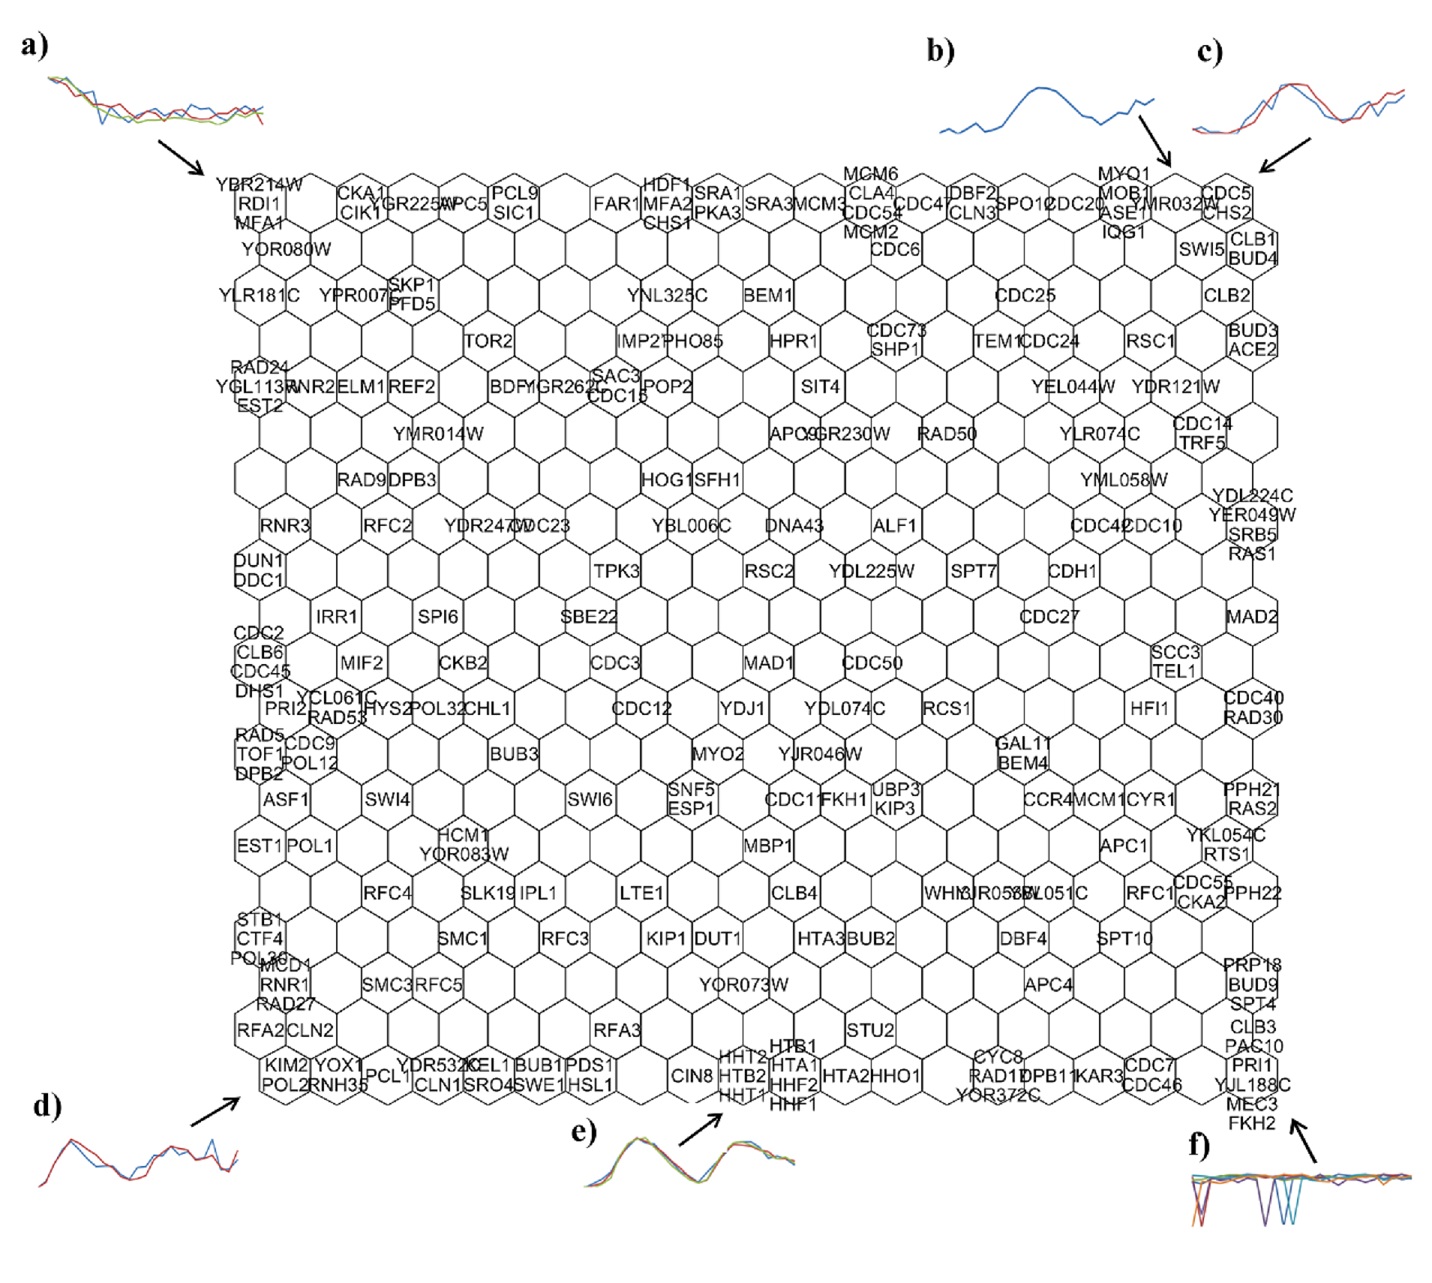 a)
b)
c)
YBR214W
RDI1
MFA1
CKA1
CIK1
YGR225W
APC5
PCL9
SIC1
FAR1
HDF1
MFA2
CHS1
SRA1
PKA3
SRA3
MCM3
MCM6
CLA4
CDC54
MCM2
CDC47
DBF2
CLN3
SPO12
CDC20
MYO1
MOB1
ASE1
IQG1
YMR032W
CDC5
CHS2
YOR080W
CDC6
SWI5
CLB1
BUD4
YLR181C
YPR007C
SKP1
PFD5
YNL325C
BEM1
CDC25
CLB2
TOR2
IMP2'
PHO85
HPR1
CDC73
SHP1
TEM1
CDC24
RSC1
BUD3
ACE2
RAD24
YGL113W
EST2
RNR2
ELM1
REF2
BDF1
YGR262C
SAC3
CDC15
POP2
SIT4
YEL044W
YDR121W
YMR014W
APC9
YGR230W
RAD50
YLR074C
CDC14
TRF5
RAD9
DPB3
HOG1
SFH1
YML058W
RNR3
RFC2
YDR247W
CDC23
YBL006C
DNA43
ALF1
CDC42
CDC10
YDL224C
YER049W
SRB5
RAS1
DUN1
DDC1
TPK3
RSC2
YDL225W
SPT7
CDH1
IRR1
SPI6
SBE22
CDC27
MAD2
CDC2
CLB6
CDC45
DHS1
MIF2
CKB2
CDC3
MAD1
CDC50
SCC3
TEL1
PRI2
YCL061C
RAD53
HYS2
POL32
CHL1
CDC12
YDJ1
YDL074C
RCS1
HFI1
CDC40
RAD30
RAD5
TOF1
DPB2
CDC9
POL12
BUB3
MYO2
YJR046W
GAL11
BEM4
ASF1
SWI4
SWI6
SNF5
ESP1
CDC11
FKH1
UBP3
KIP3
CCR4
MCM1
CYR1
PPH21
RAS2
EST1
POL1
HCM1
YOR083W
MBP1
APC1
YKL054C
RTS1
RFC4
SLK19
IPL1
LTE1
CLB4
WHI3
YJR053W
YBL051C
RFC1
CDC55
CKA2
PPH22
STB1
CTF4
POL30
SMC1
RFC3
KIP1
DUT1
HTA3
BUB2
DBF4
SPT10
MCD1
RNR1
RAD27
SMC3
RFC5
YOR073W
APC4
PRP18
BUD9
SPT4
RFA2
CLN2
RFA3
STU2
CLB3
PAC10
KIM2
POL2
YOX1
RNH35
PCL1
YDR532C
CLN1
KEL1
SRO4
BUB1
SWE1
PDS1
HSL1
CIN8
HHT2
HTB2
HHT1
HTB1
HTA1
HHF2
HHF1
HTA2
HHO1
CYC8
RAD17
YOR372C
DPB11
KAR3
CDC7
CDC46
PRI1
YJL188C
MEC3
FKH2
d)
e)
f)